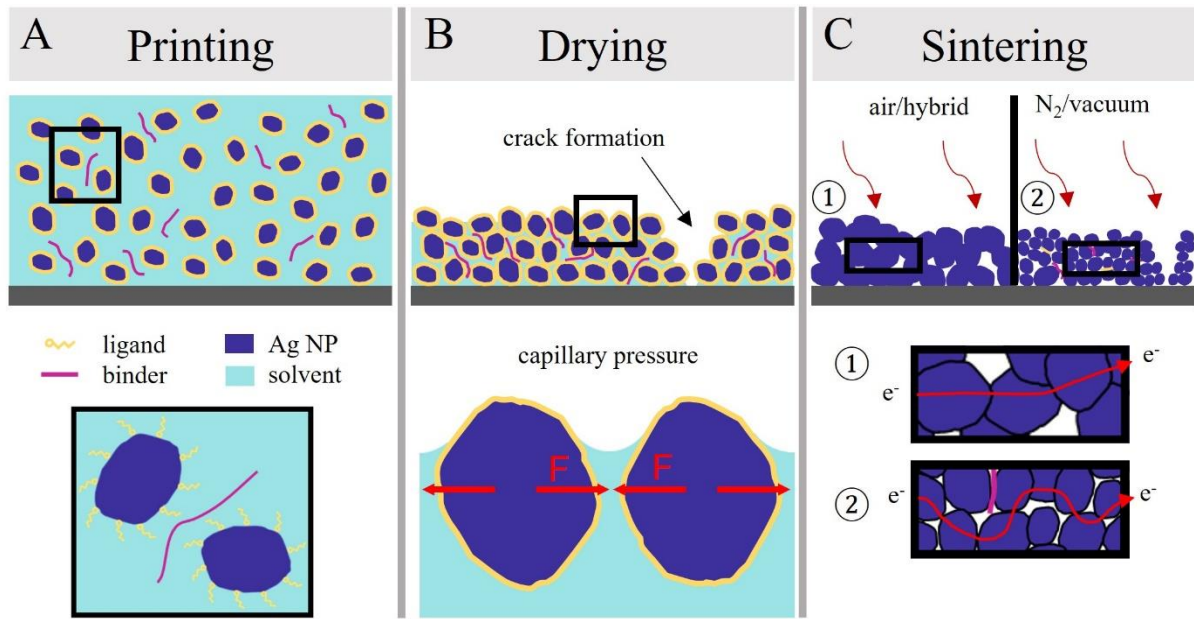 A
Printing
ligand
Ag NP
binder
solvent
B
Drying
crack formation
capillary pressure
F
F
C
Sintering
air/hybrid
N₂/vacuum
①
②
①
e⁻
e⁻
②
e⁻
e⁻